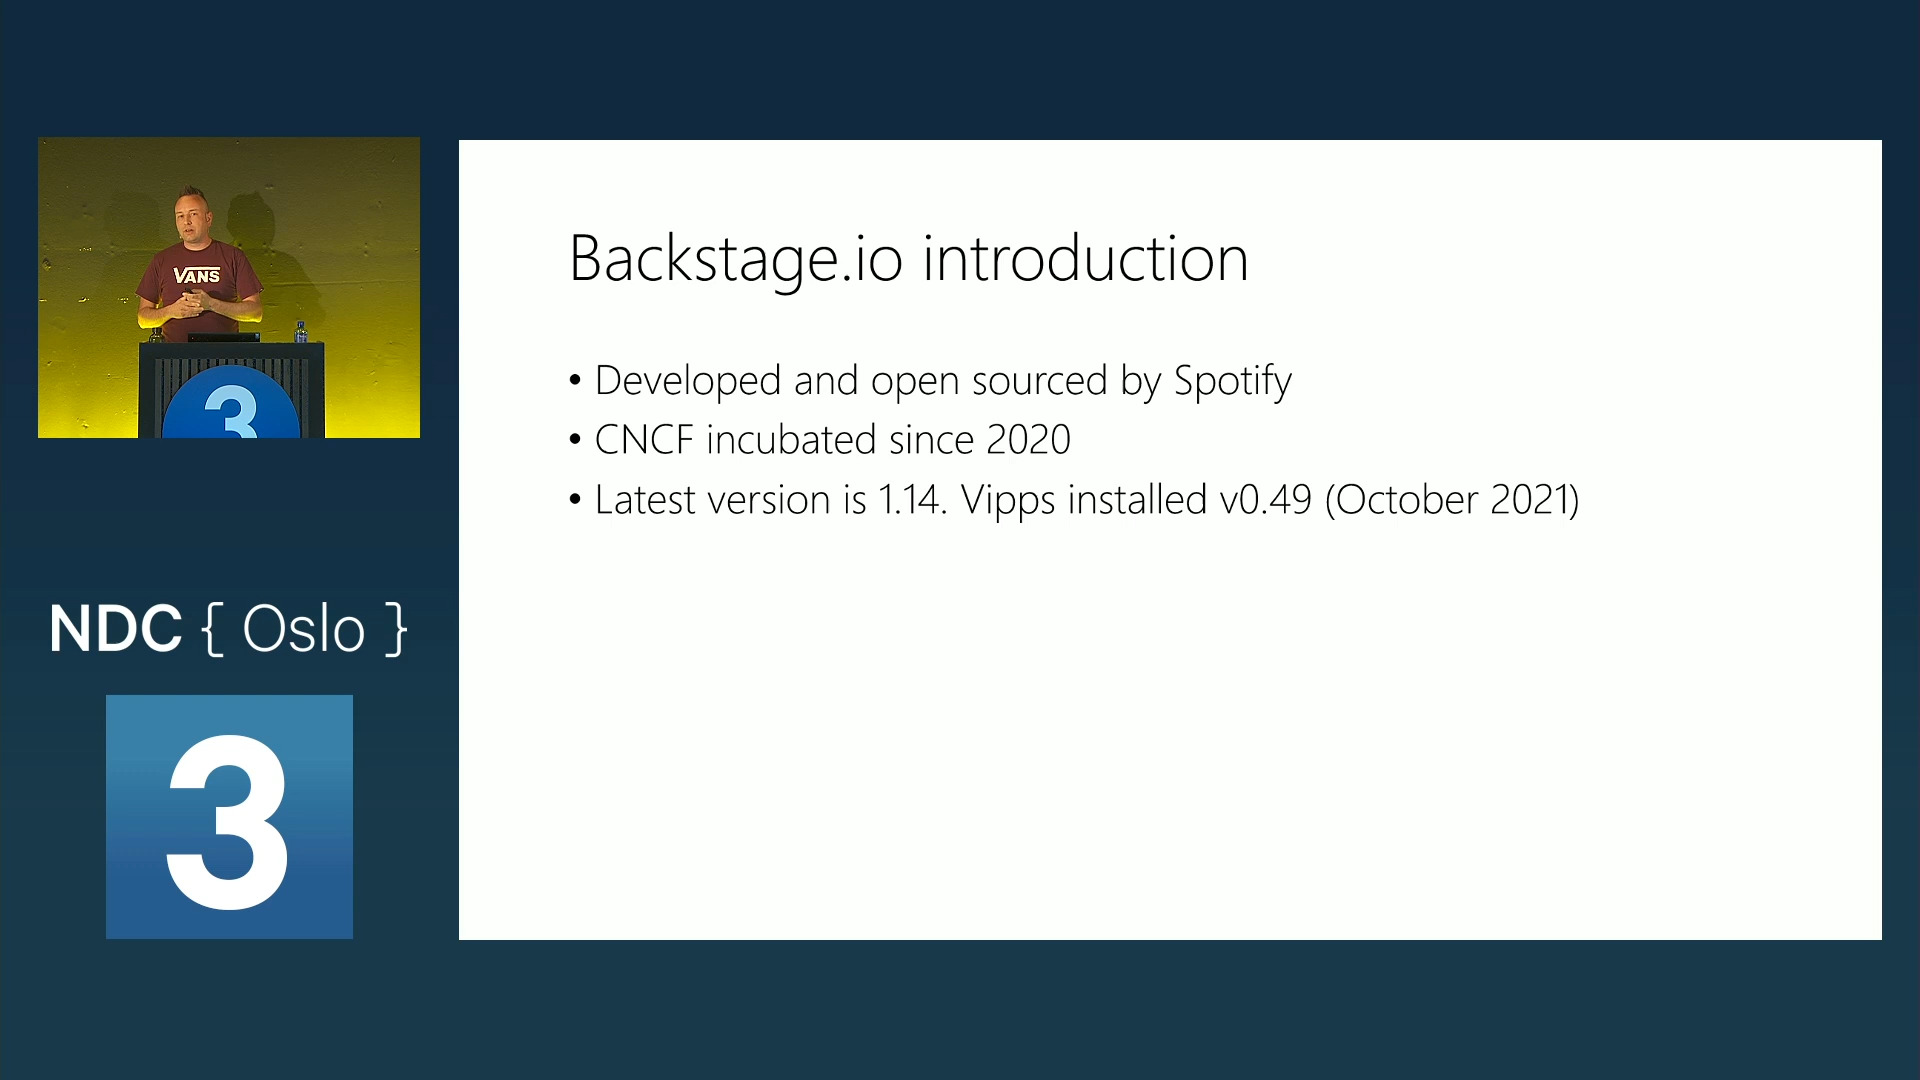 VANS
3
NDC { Oslo }
3
Backstage.io introduction
• Developed and open sourced by Spotify
• CNCF incubated since 2020
• Latest version is 1.14. Vipps installed v0.49 (October 2021)